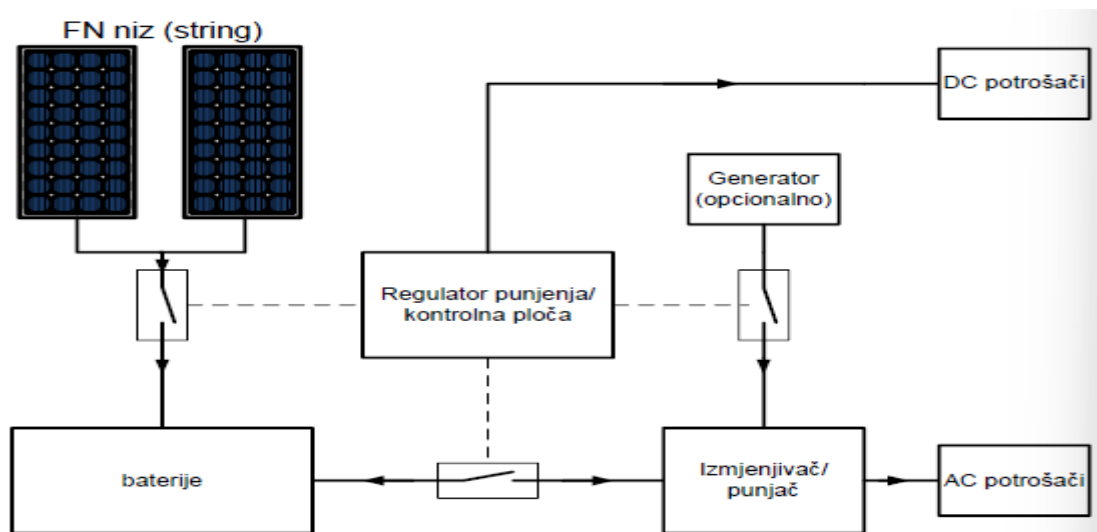 FN niz (string)
DC potrošači
Generator
(opcionalno)
Regulator punjenja/
kontrolna ploča
baterije
Izmjenjivač/
punjač
AC potrošači